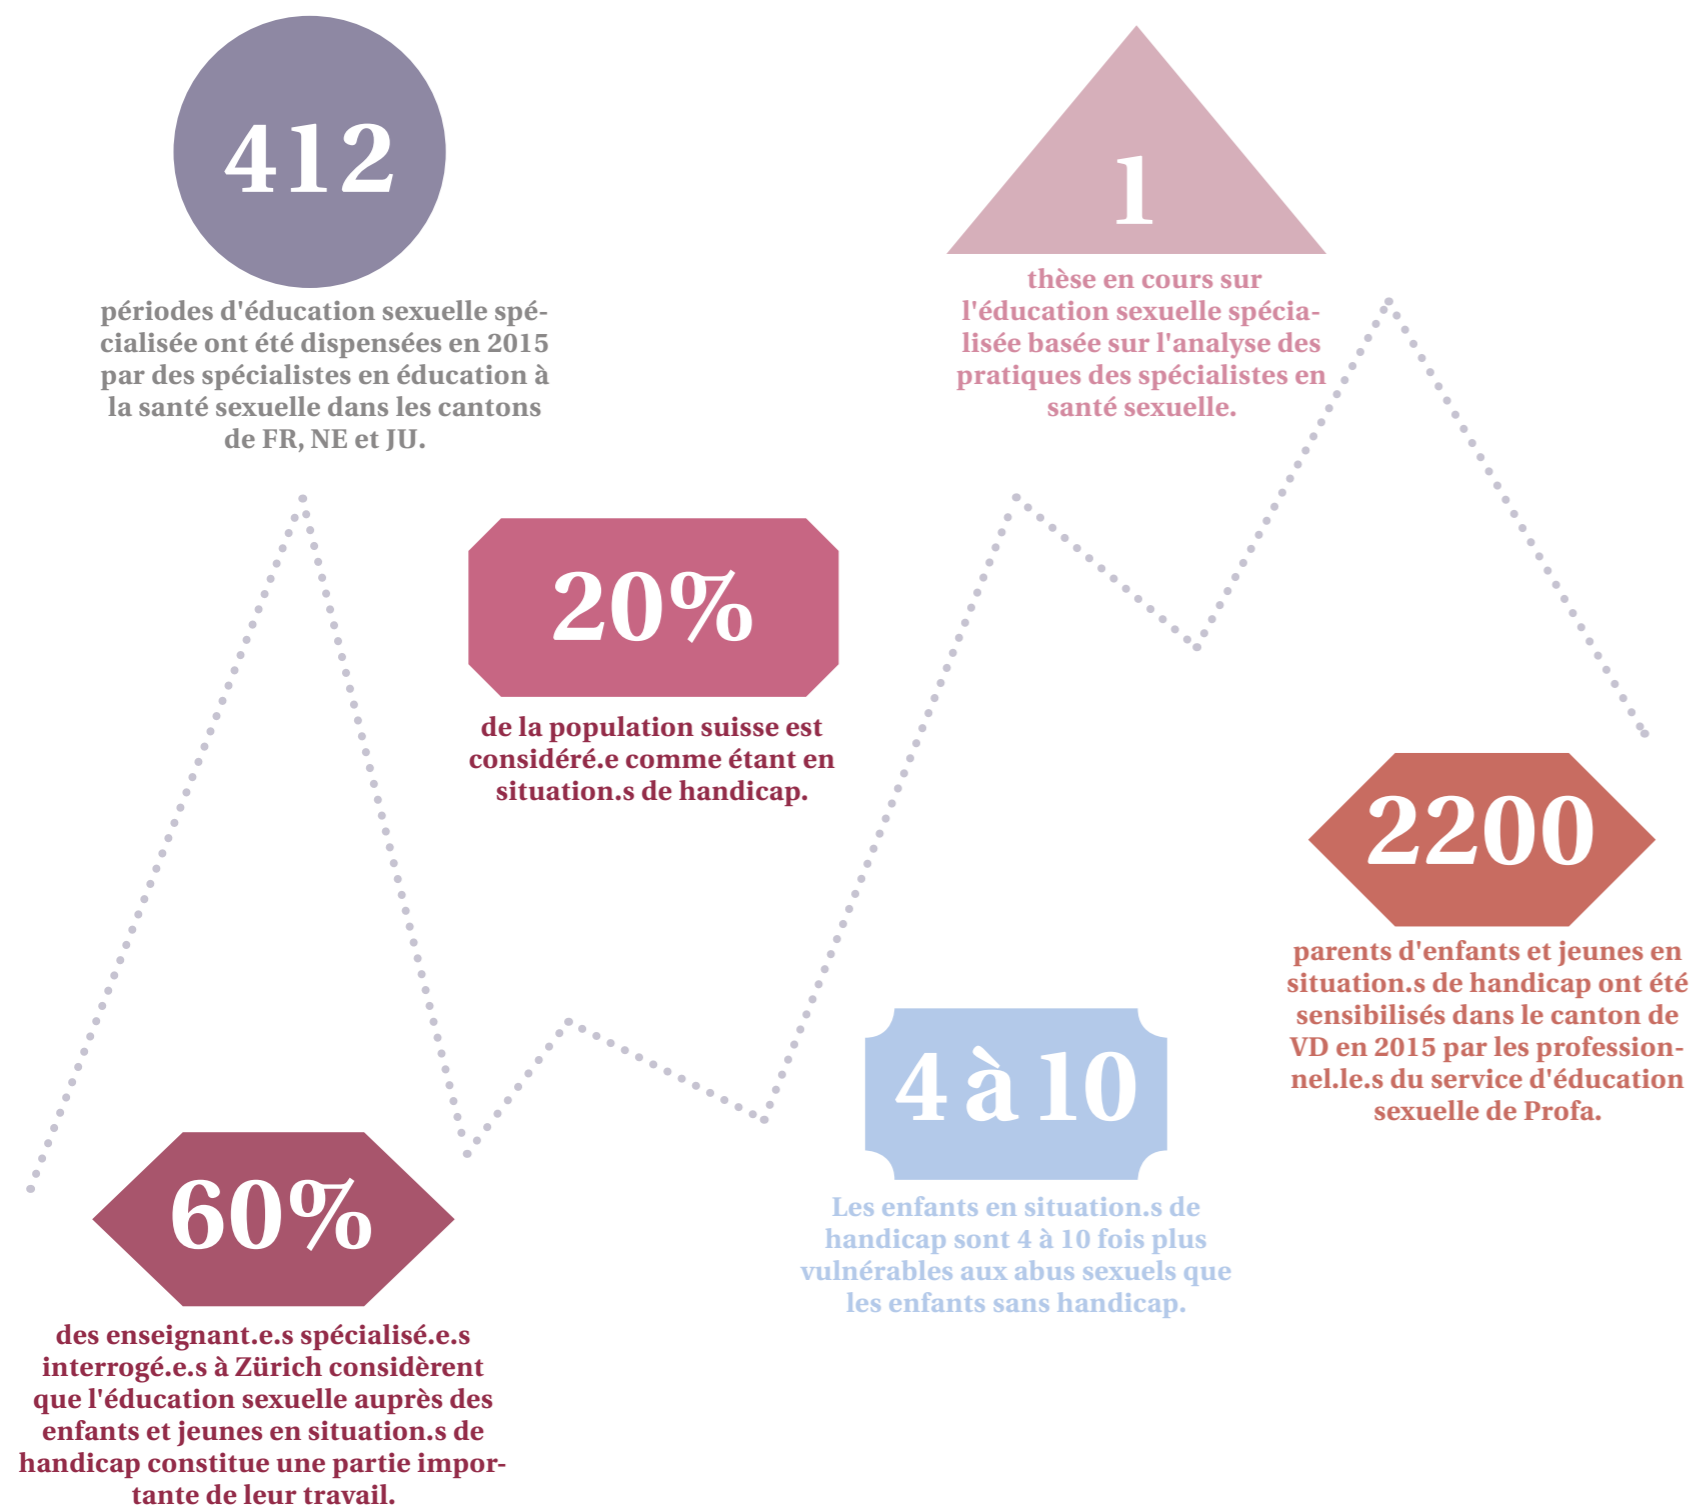 412
périodes d'éducation sexuelle spé-
cialisée ont été dispensées en 2015
par des spécialistes en éducation à
la santé sexuelle dans les cantons
de FR, NE et JU.
1
thèse en cours sur
l'éducation sexuelle spécia-
lisée basée sur l'analyse des
pratiques des spécialistes en
santé sexuelle.
20%
de la population suisse est
considéré.e comme étant en
situation.s de handicap.
2200
parents d'enfants et jeunes en
situation.s de handicap ont été
sensibilisés dans le canton de
VD en 2015 par les profession-
nel.le.s du service d'éducation
sexuelle de Profa.
4 à 10
Les enfants en situation.s de
handicap sont 4 à 10 fois plus
vulnérables aux abus sexuels que
les enfants sans handicap.
60%
des enseignant.e.s spécialisé.e.s
interrogé.e.s à Zürich considèrent
que l'éducation sexuelle auprès des
enfants et jeunes en situation.s de
handicap constitue une partie impor-
tante de leur travail.